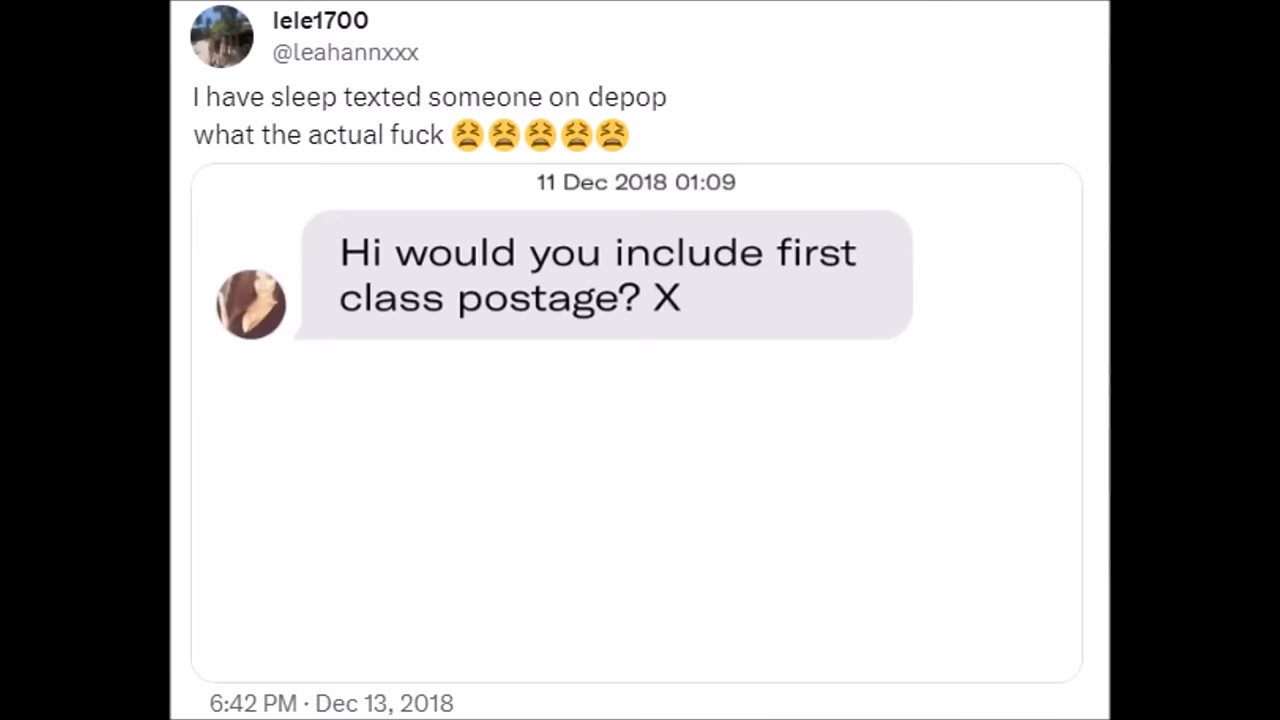 lele1700
@leahannxxx
I have sleep texted someone on depop
what the actual fuck 😫😫😫😫😫
11 Dec 2018 01:09
Hi would you include first
class postage? X
6:42 PM · Dec 13, 2018